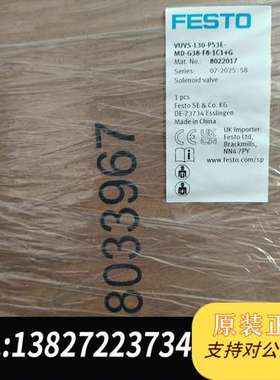 FESTO
VUVS-L30-P53E-
MD-G38-F8-1C1+G
Mat. No.: 8022017
Series 07-2025:S8
Solenoid valve
1 pcs
Festo SE & Co. KG
DE-73734 Esslingen
Made in China
UK Importer:
Festo Ltd,
Brackmills,
NN4 7PY
www.festo.com/sp
8033967
:13827223734
原装正
支持对公